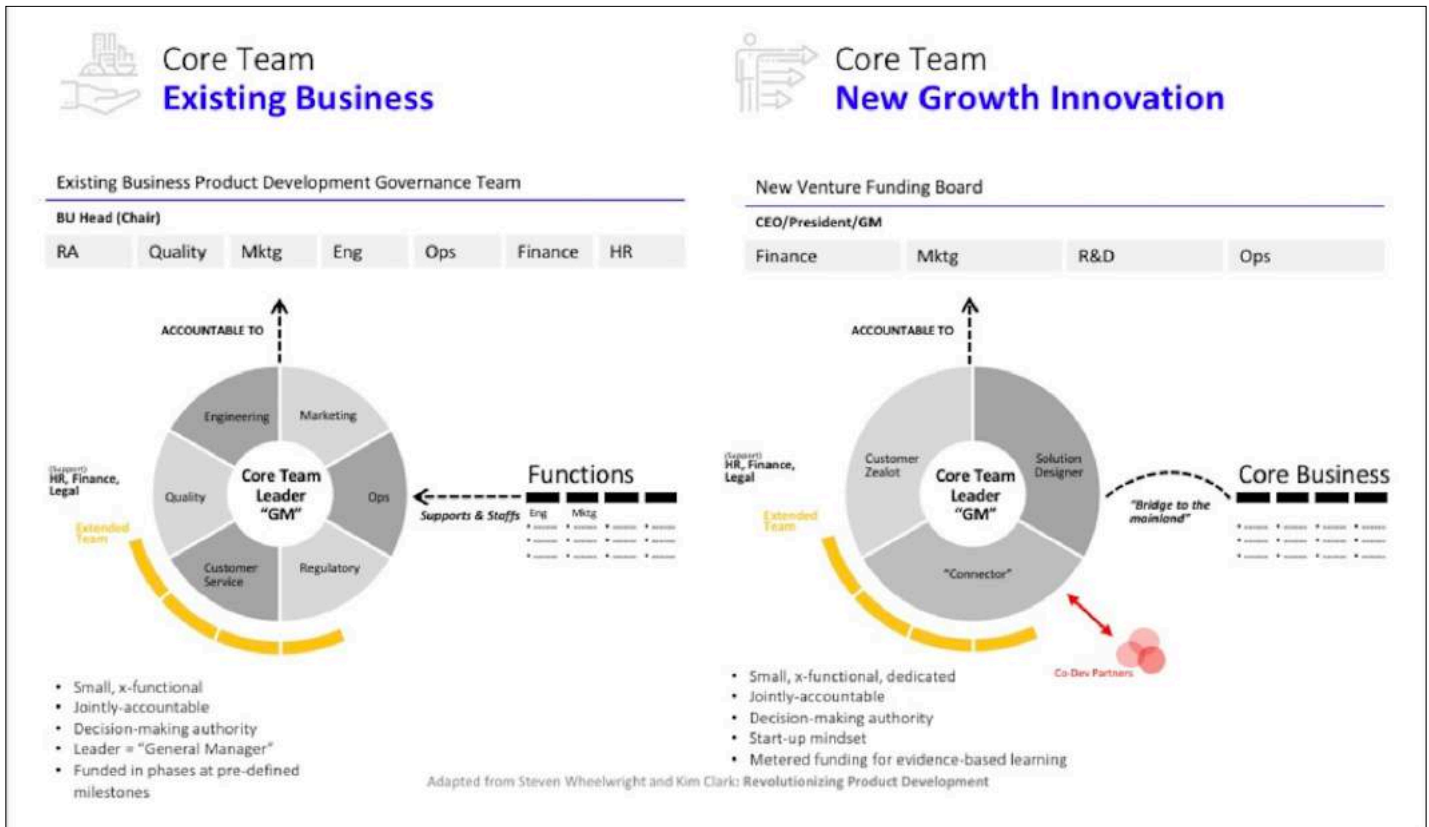 Core Team
Existing Business
Existing Business Product Development Governance Team
BU Head (Chair)
RA Quality Mktg Eng Ops Finance HR
ACCOUNTABLE TO
Engineering
Marketing
Quality
Core Team
Leader
"GM"
Ops
Customer
Service
Regulatory
(Support)
HR, Finance,
Legal
Extended
Team
Supports & Staffs
Functions
Eng Mktg
• Small, x-functional
• Jointly-accountable
• Decision-making authority
• Leader = "General Manager"
• Funded in phases at pre-defined
milestones
Core Team
New Growth Innovation
New Venture Funding Board
CEO/President/GM
Finance Mktg R&D Ops
ACCOUNTABLE TO
Customer
Zealot
Core Team
Leader
"GM"
Solution
Designer
"Connector"
(Support)
HR, Finance,
Legal
Extended
Team
"Bridge to the
mainland"
Core Business
Co-Dev Partners
• Small, x-functional, dedicated
• Jointly-accountable
• Decision-making authority
• Start-up mindset
• Metered funding for evidence-based learning
Adapted from Steven Wheelwright and Kim Clark: Revolutionizing Product Development